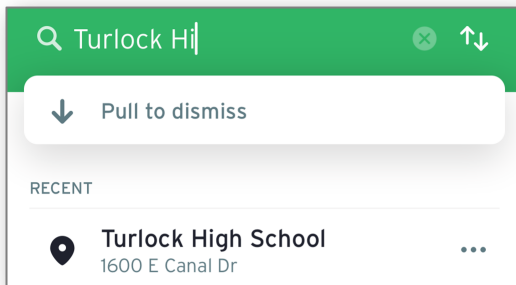 Turlock Hi
Pull to dismiss
RECENT
Turlock High School
1600 E Canal Dr